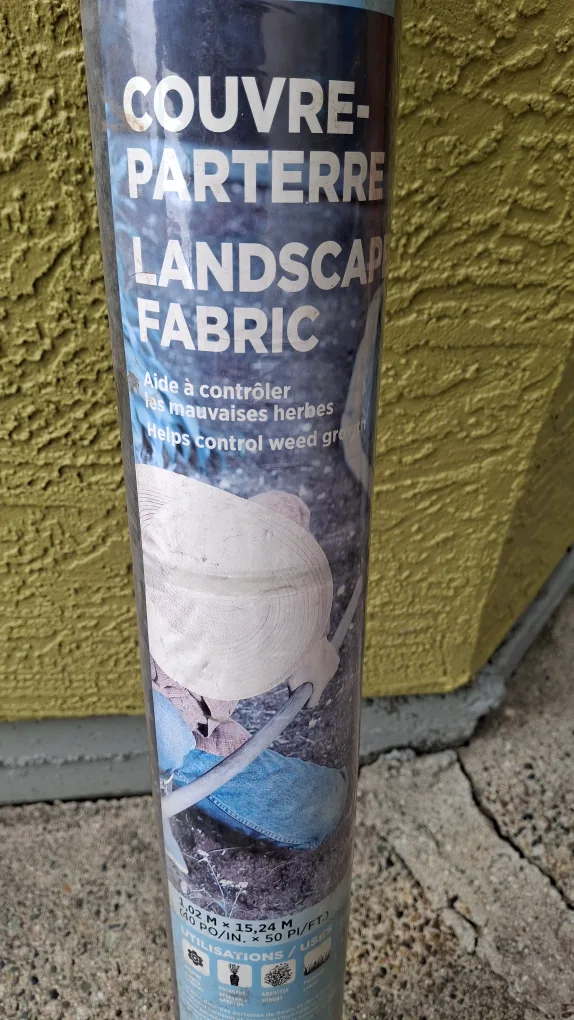 COUVRE-
PARTERRE
LANDSCAPE
FABRIC
Aide à contrôler
les mauvaises herbes
Helps control weed growth
1,02 M × 15,24 M
(40 PO/IN. × 50 PI/FT.)
UTILISATIONS / USES